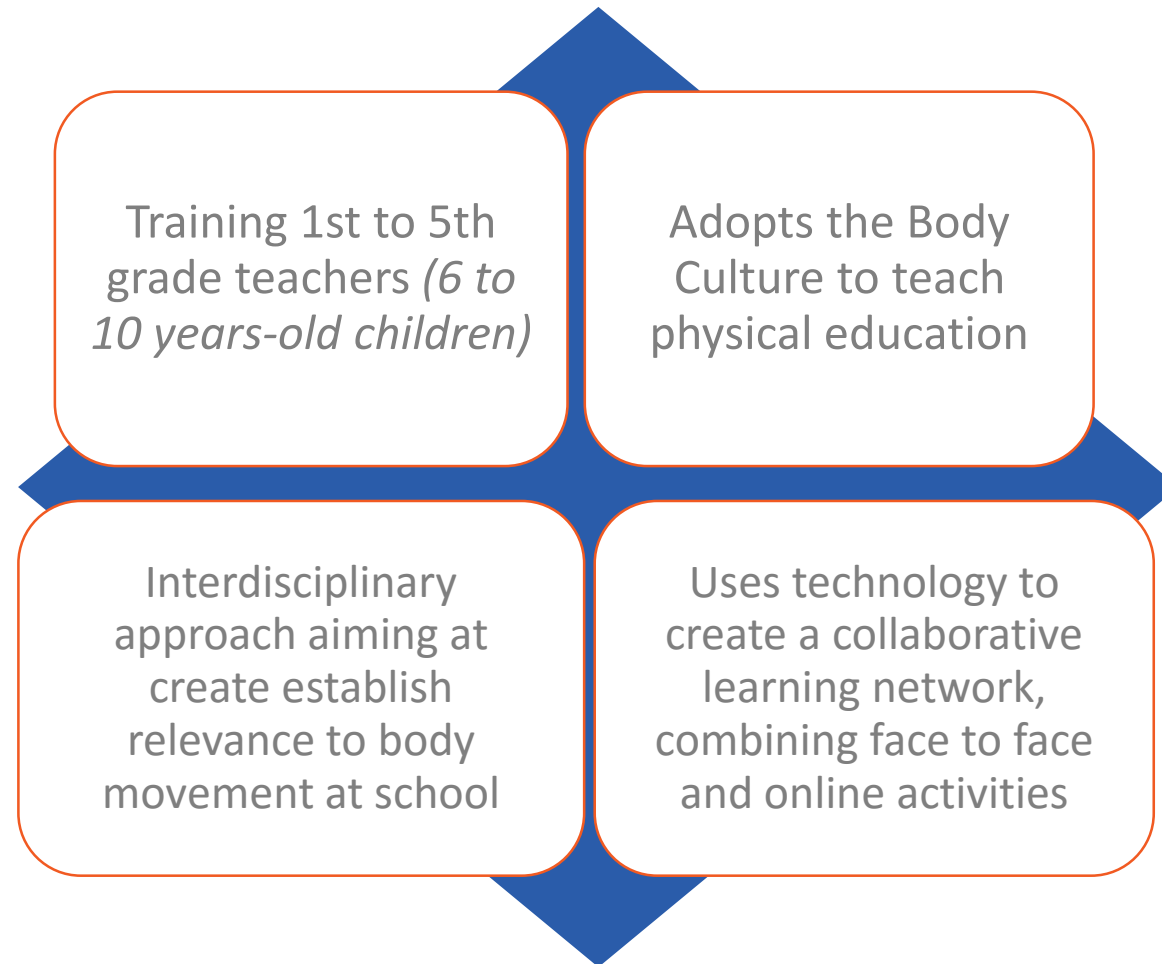 Training 1st to 5th
grade teachers (6 to
10 years-old children)
Adopts the Body
Culture to teach
physical education
Interdisciplinary
approach aiming at
create establish
relevance to body
movement at school
Uses technology to
create a collaborative
learning network,
combining face to face
and online activities